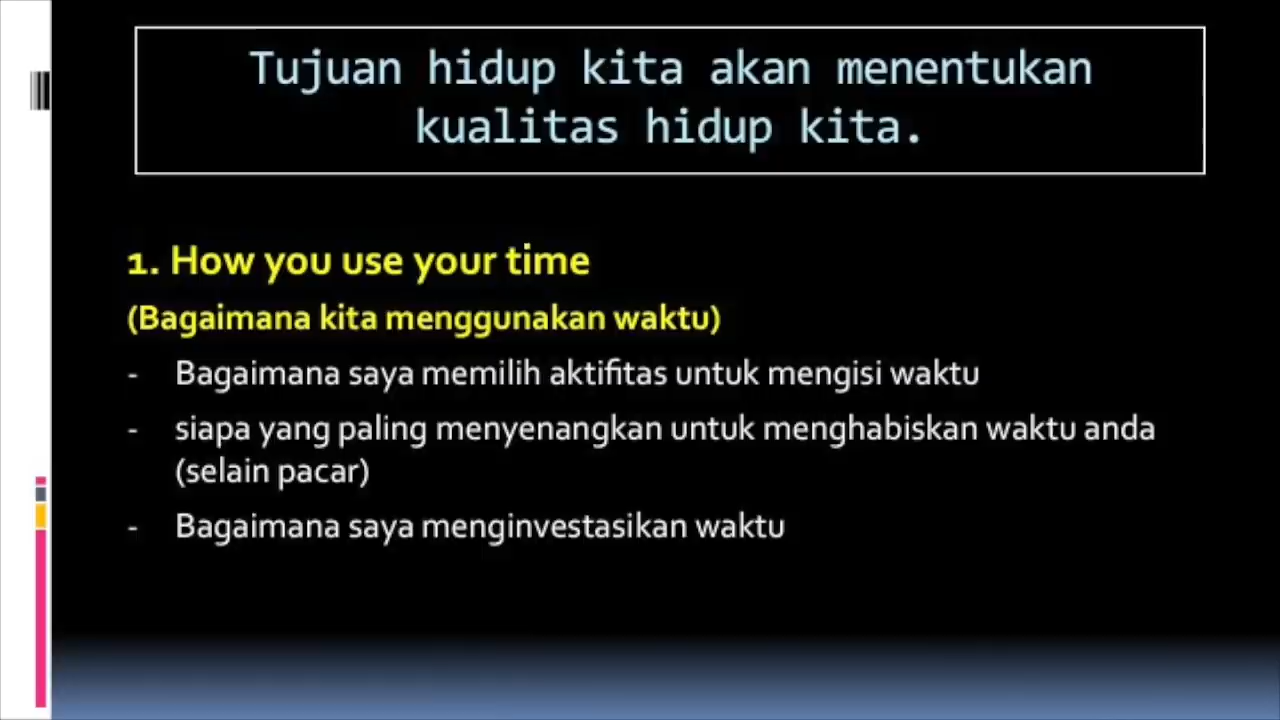 Tujuan hidup kita akan menentukan
kualitas hidup kita.
1. How you use your time
(Bagaimana kita menggunakan waktu)
- Bagaimana saya memilih aktifitas untuk mengisi waktu
- siapa yang paling menyenangkan untuk menghabiskan waktu anda
(selain pacar)
- Bagaimana saya menginvestasikan waktu